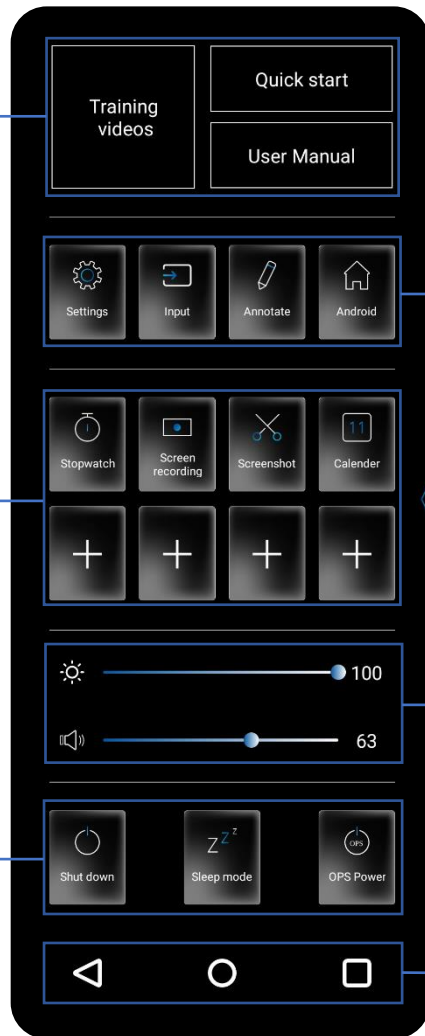 Training
videos
Quick start
User Manual
Settings
Input
Annotate
Android
Stopwatch
Screen
recording
Screenshot
11
Calender
100
63
Shut down
z Z z
Sleep mode
OPS
OPS Power